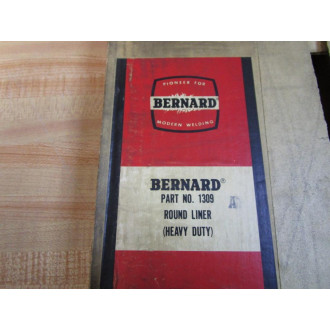 PIONEER FOR
BERNARD
MODERN WELDING
BERNARD®
PART NO. 1309
ROUND LINER
(HEAVY DUTY)